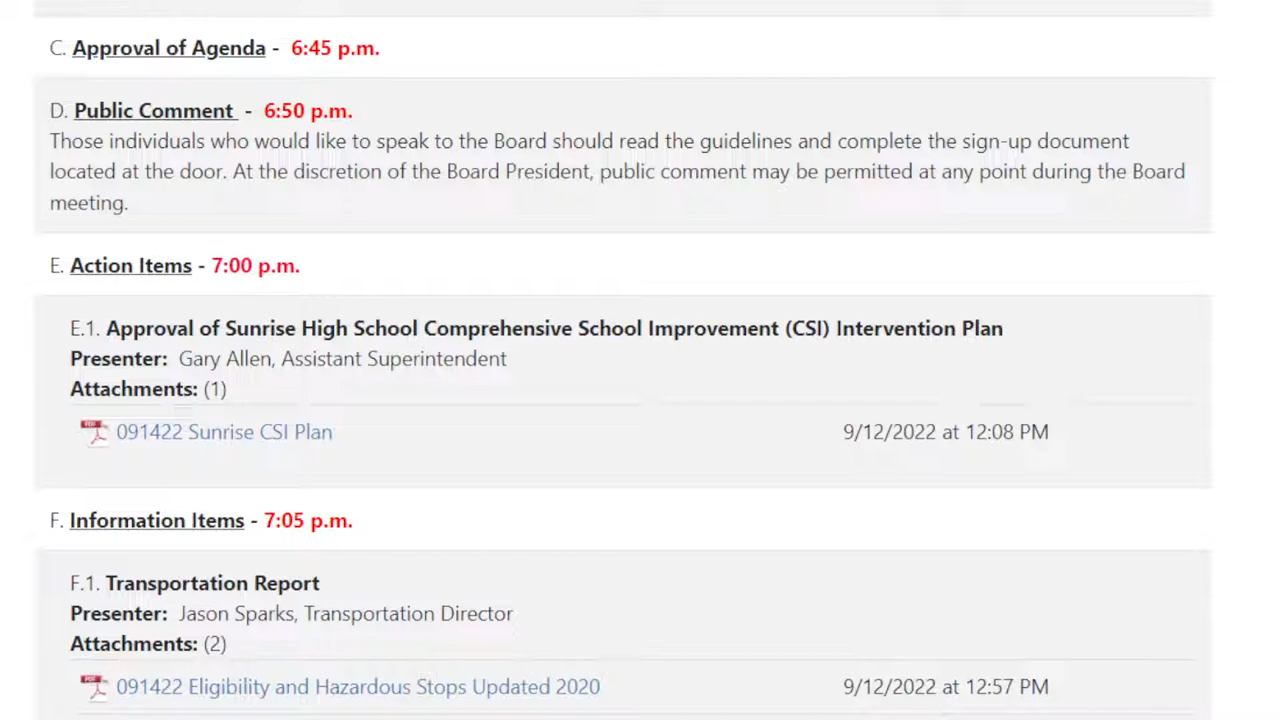 C. Approval of Agenda - 6:45 p.m.
D. Public Comment - 6:50 p.m.
Those individuals who would like to speak to the Board should read the guidelines and complete the sign-up document
located at the door. At the discretion of the Board President, public comment may be permitted at any point during the Board
meeting.
E. Action Items - 7:00 p.m.
E.1. Approval of Sunrise High School Comprehensive School Improvement (CSI) Intervention Plan
Presenter: Gary Allen, Assistant Superintendent
Attachments: (1)
091422 Sunrise CSI Plan 9/12/2022 at 12:08 PM
F. Information Items - 7:05 p.m.
F.1. Transportation Report
Presenter: Jason Sparks, Transportation Director
Attachments: (2)
091422 Eligibility and Hazardous Stops Updated 2020 9/12/2022 at 12:57 PM